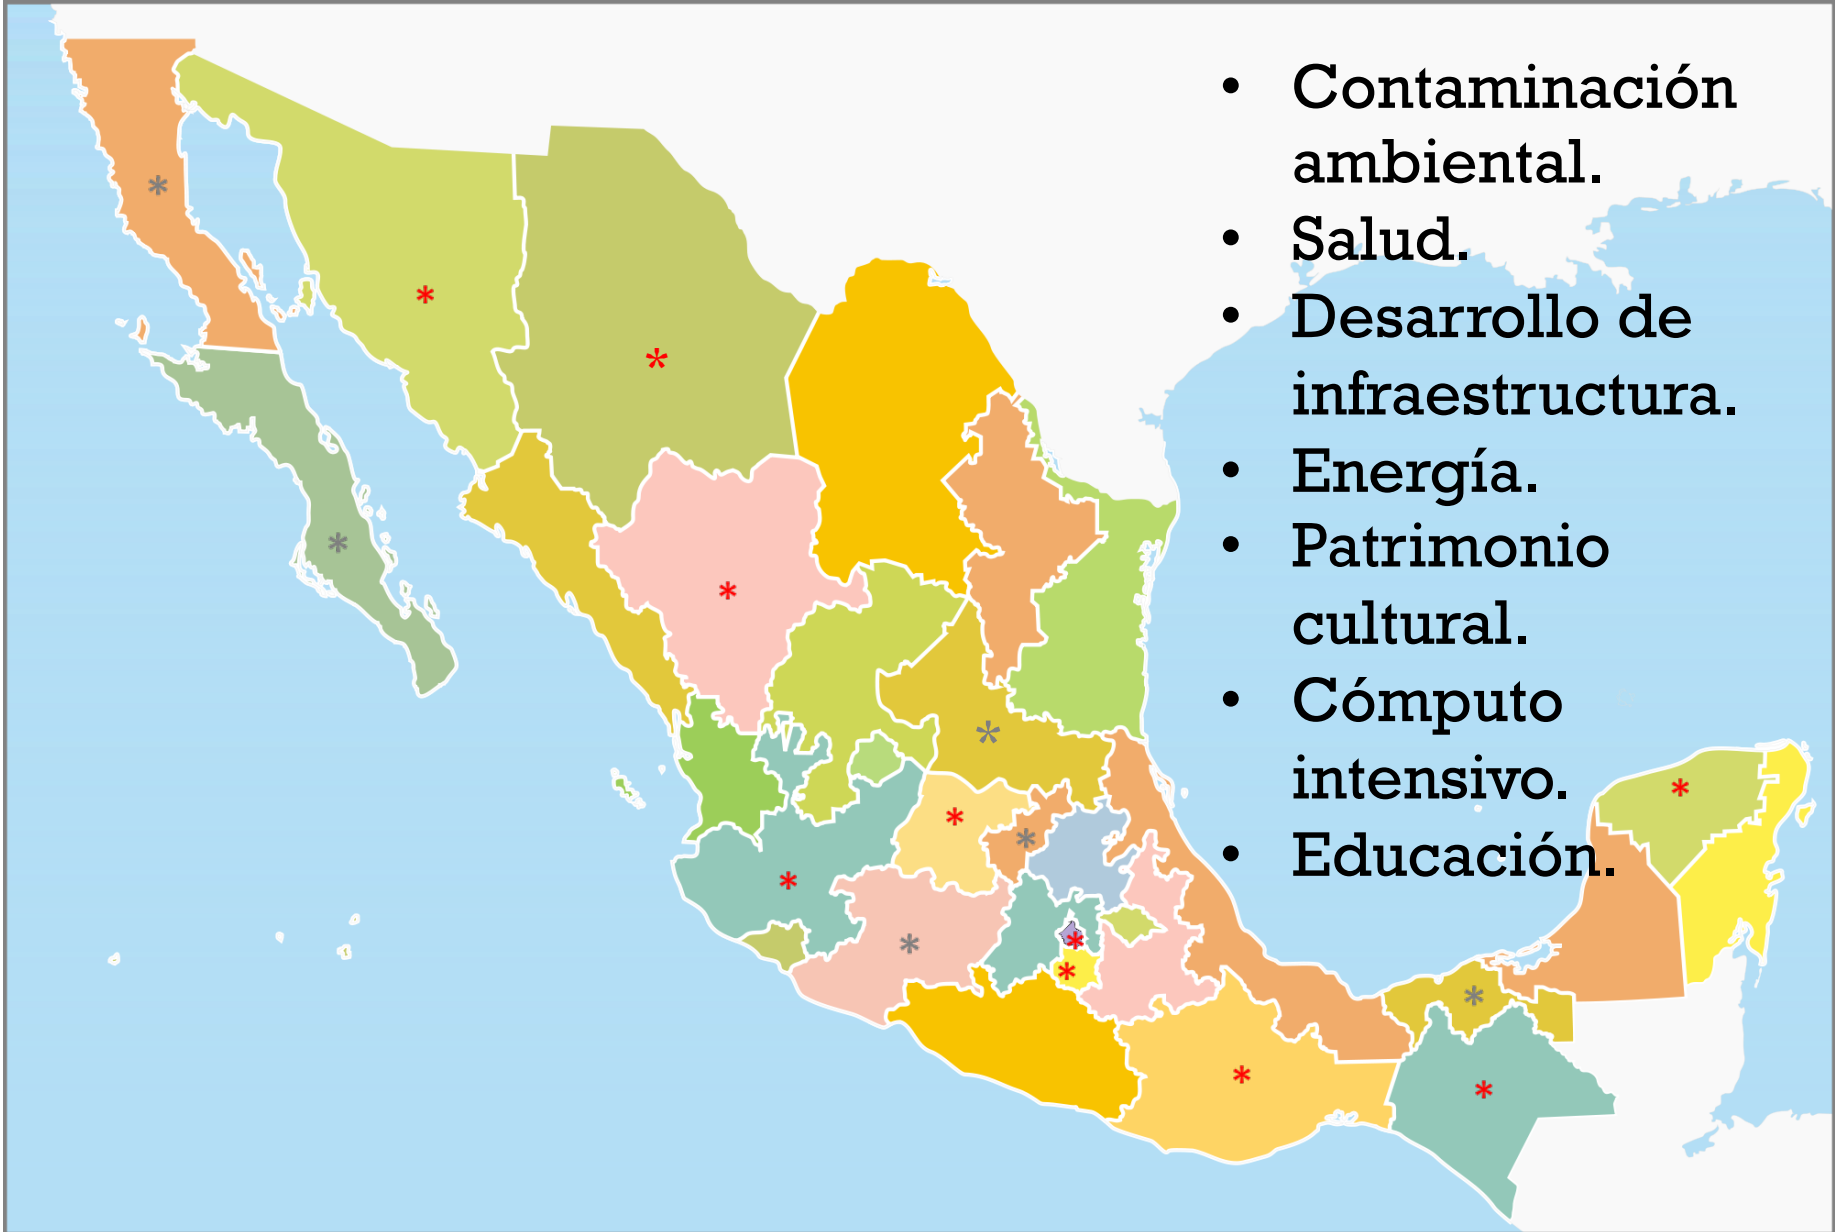 • Contaminación
ambiental.
• Salud.
• Desarrollo de
infraestructura.
• Energía.
• Patrimonio
cultural.
• Cómputo
intensivo.
• Educación.